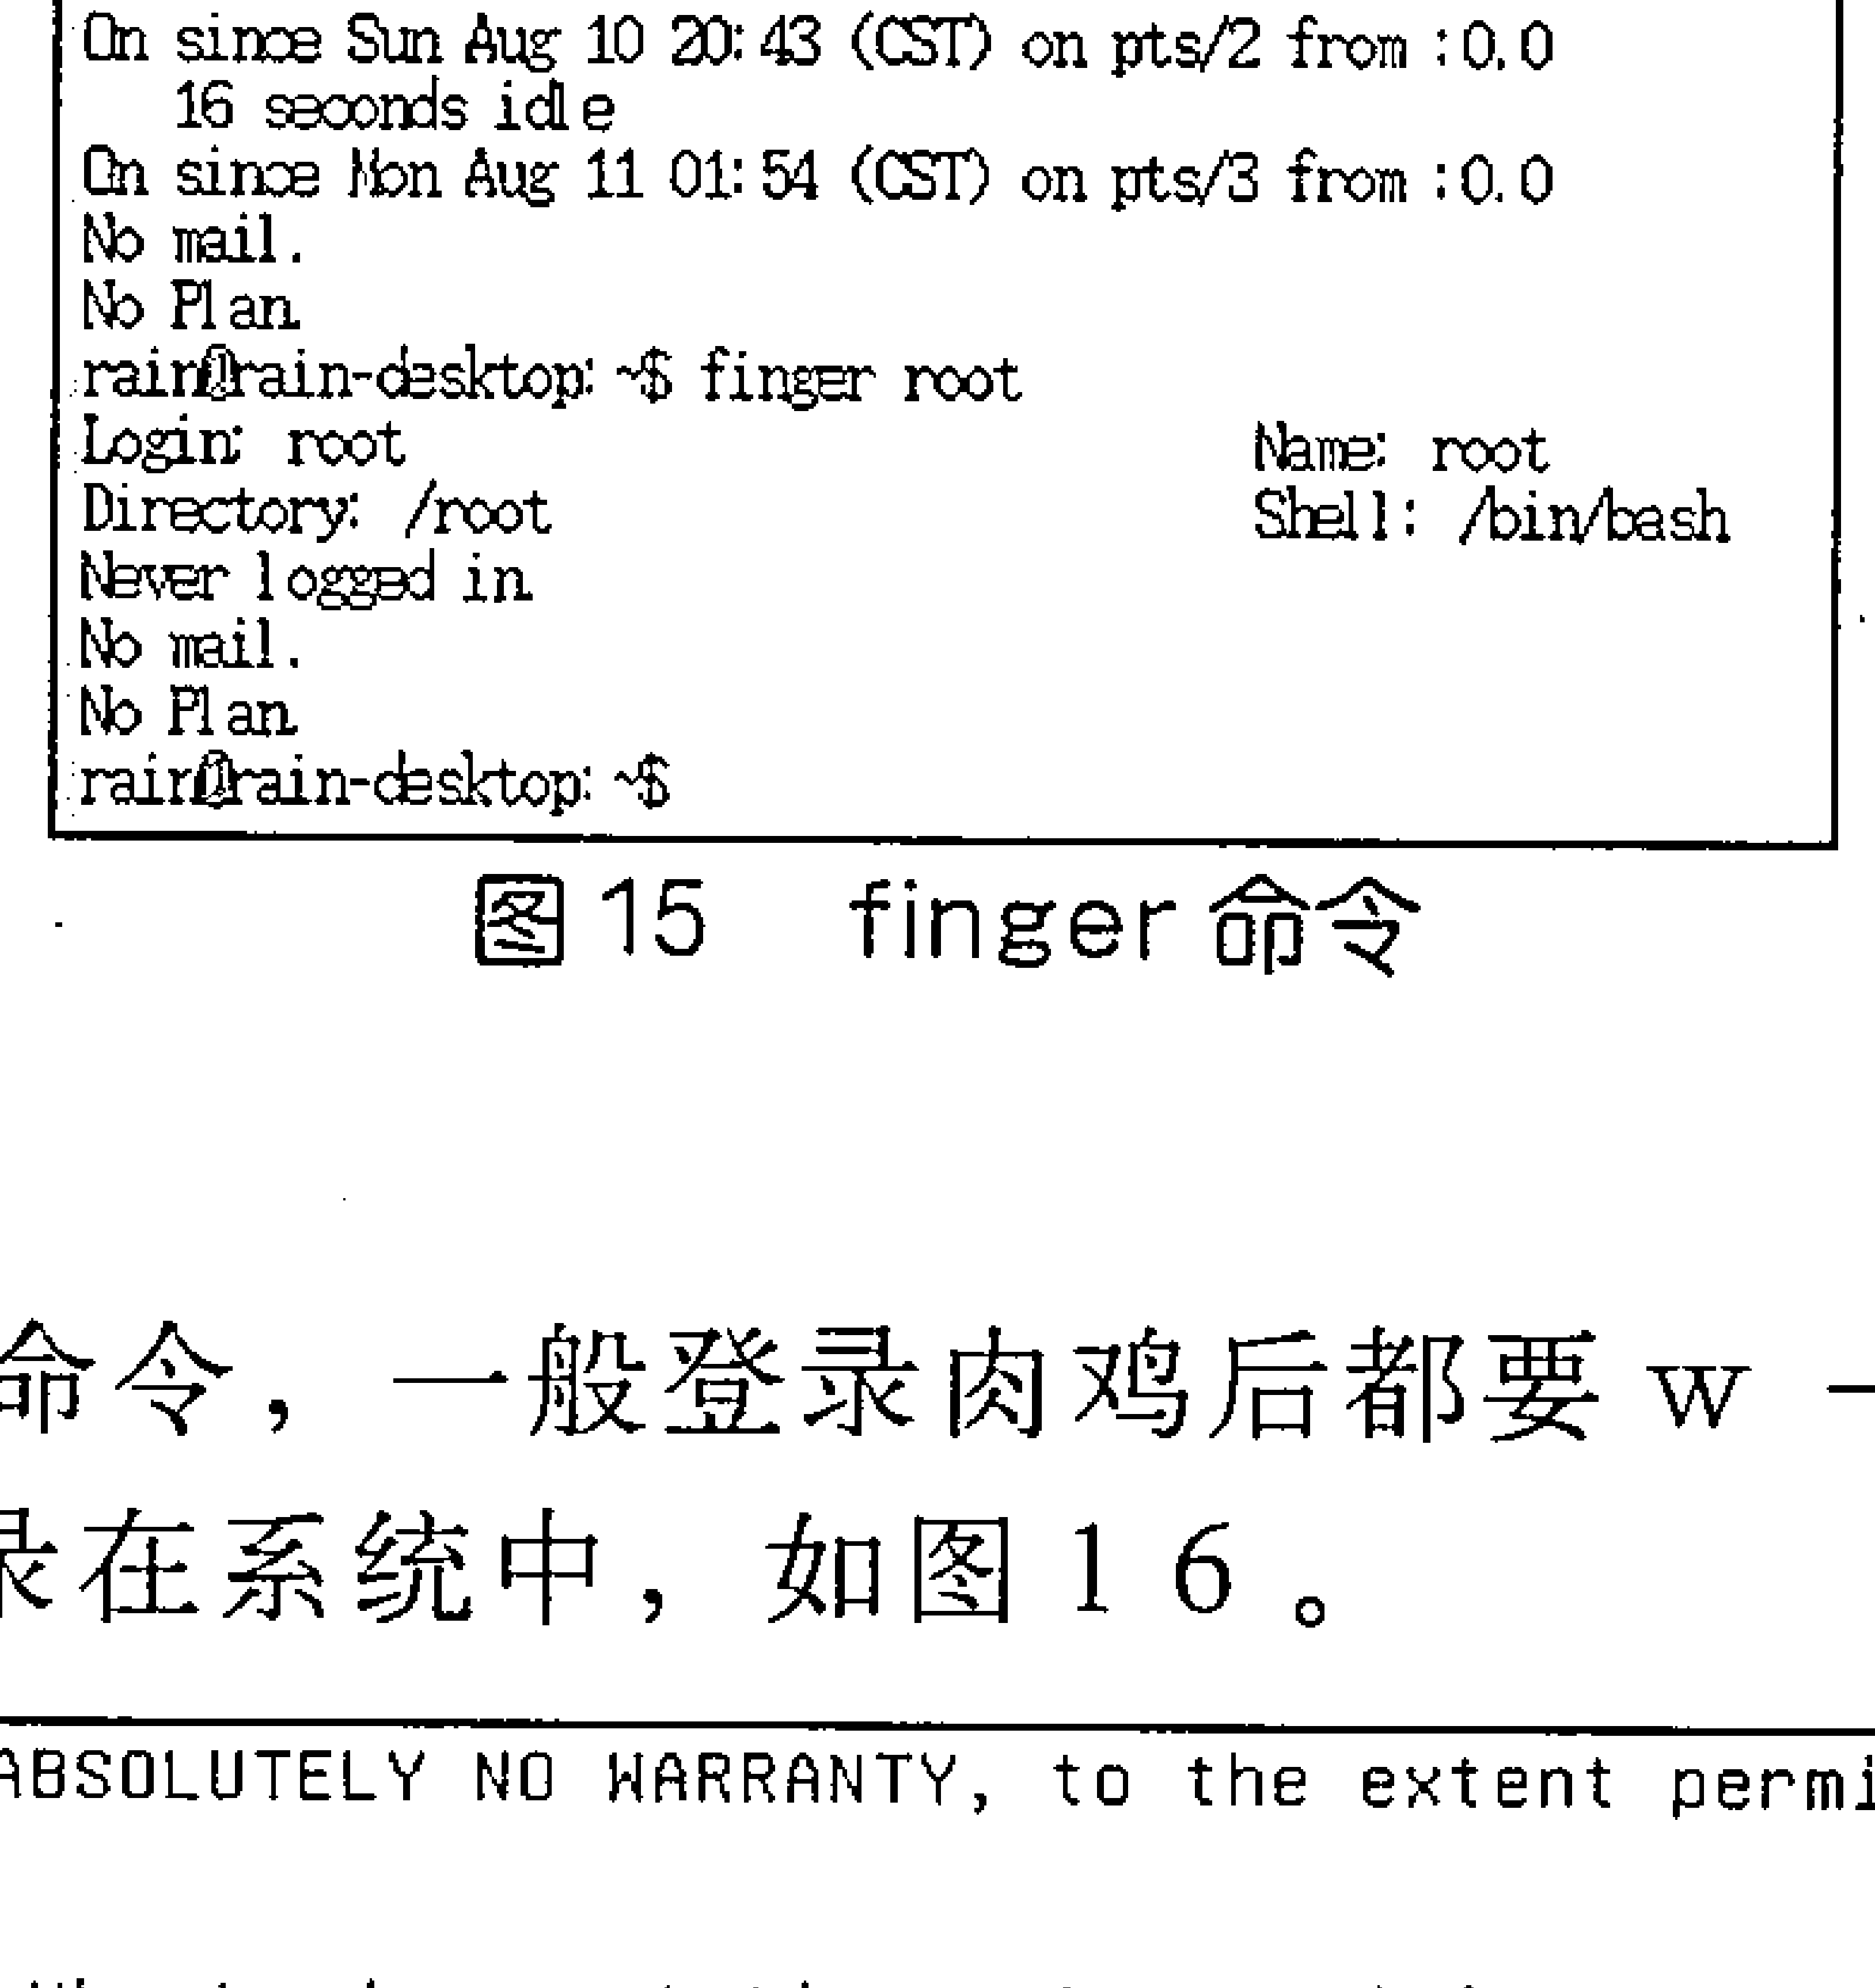 On since Sun Aug 10 20:43 (CST) on pts/2 from :0.0
16 seconds idle
On since Mon Aug 11 01:54 (CST) on pts/3 from :0.0
No mail.
No Plan.
rain@rain-desktop:~$ finger root
Login: root Name: root
Directory: /root Shell: /bin/bash
Never logged in.
No mail.
No Plan.
rain@rain-desktop:~$
图15 finger命令
命令，一般登录肉鸡后都要 w -
录在系统中，如图16。
ABSOLUTELY NO WARRANTY, to the extent permi